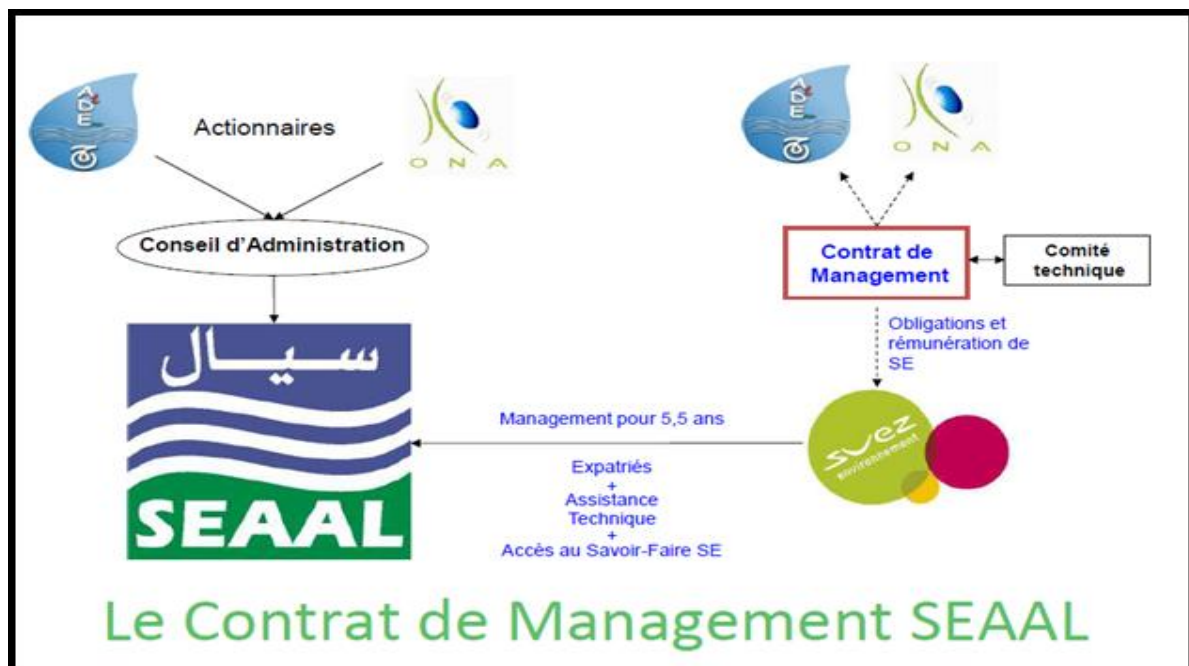 ADE
Actionnaires
ONA
ADE
ONA
Conseil d'Administration
Contrat de
Management
Comité
technique
Obligations et
rémunération de
SE
سيال
SEAAL
Management pour 5,5 ans
Expatriés
+
Assistance
Technique
+
Accès au Savoir-Faire SE
suez
environnement
Le Contrat de Management SEAAL